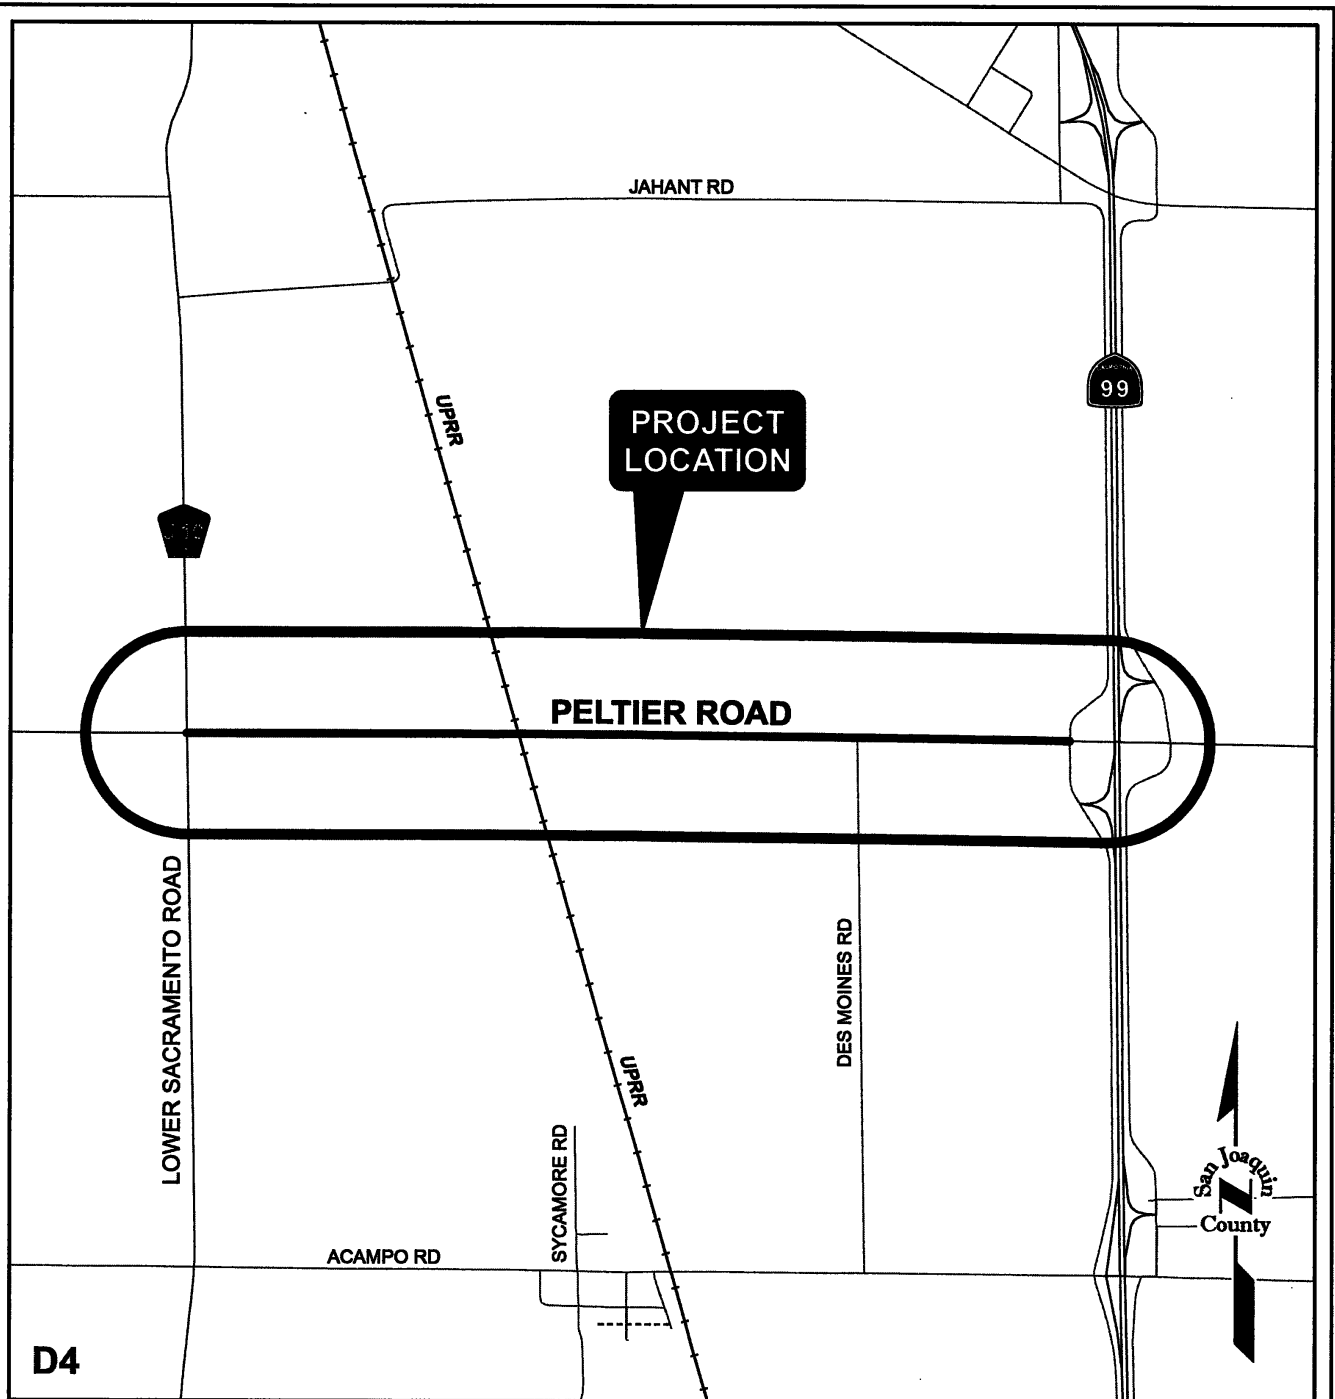 JAHANT RD
99
UPRR
PROJECT
LOCATION
PELTIER ROAD
LOWER SACRAMENTO ROAD
DES MOINES RD
UPRR
SYCAMORE RD
ACAMPO RD
San Joaquin
N
County
D4